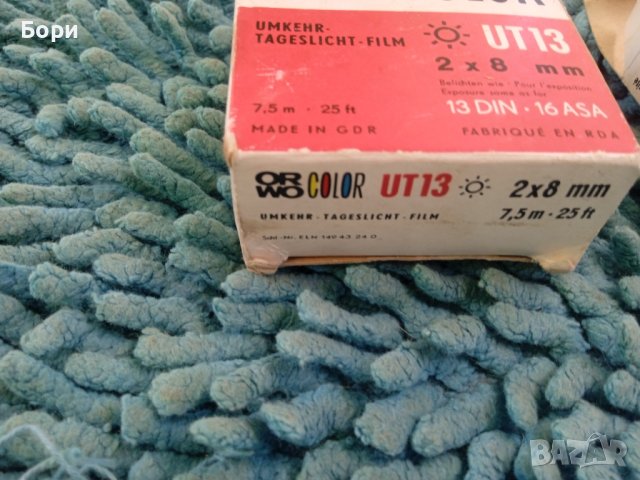 Бори
UMKEHR-
TAGESLICHT-FILM
UT13
2 x 8 mm
Belichten wie · Pour l'exposition
Exposure same as for
7,5 m · 25 ft
13 DIN · 16 ASA
MADE IN GDR
FABRIQUÉ EN RDA
ORWO COLOR UT13 2x8 mm
UMKEHR-TAGESLICHT-FILM 7,5 m · 25 ft
BAZAR